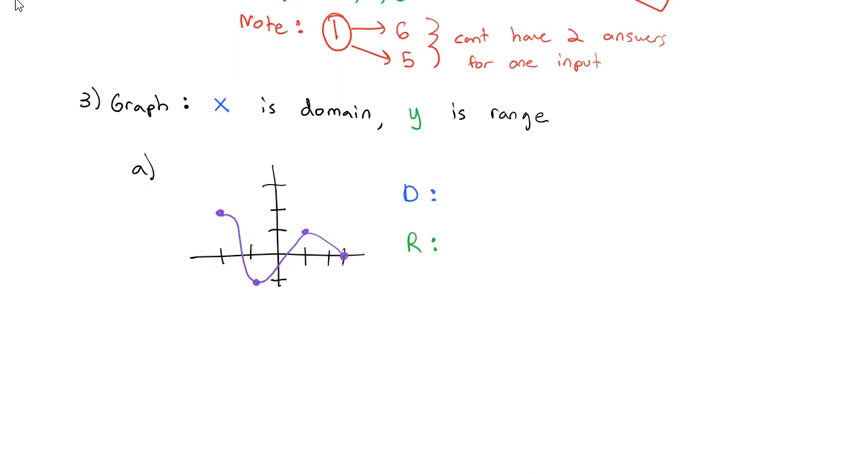 Note: 1 → 6 } cant have 2 answers
→ 5 } for one input
3) Graph: x is domain, y is range
a)
D:
R: